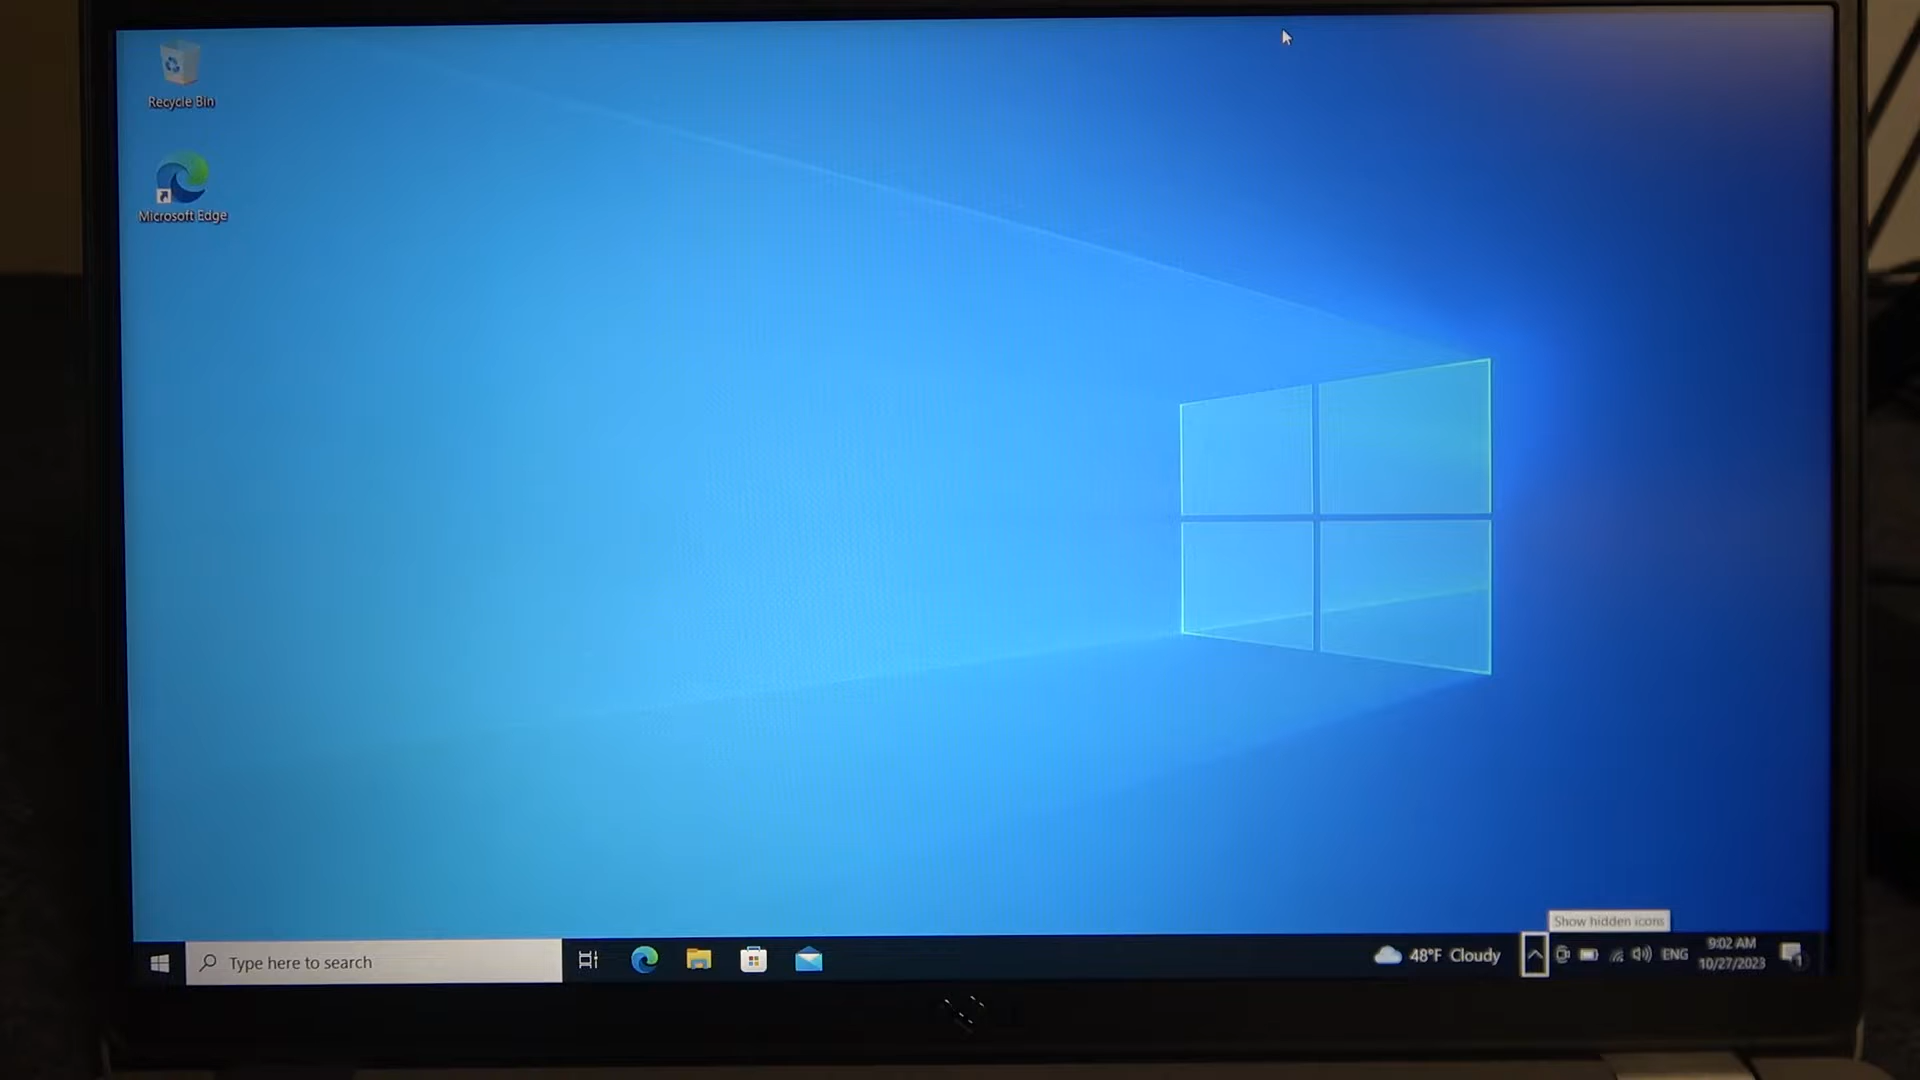 Recycle Bin
Microsoft Edge
Show hidden icons
Type here to search
48°F Cloudy
ENG
9:02 AM
10/27/2023
1